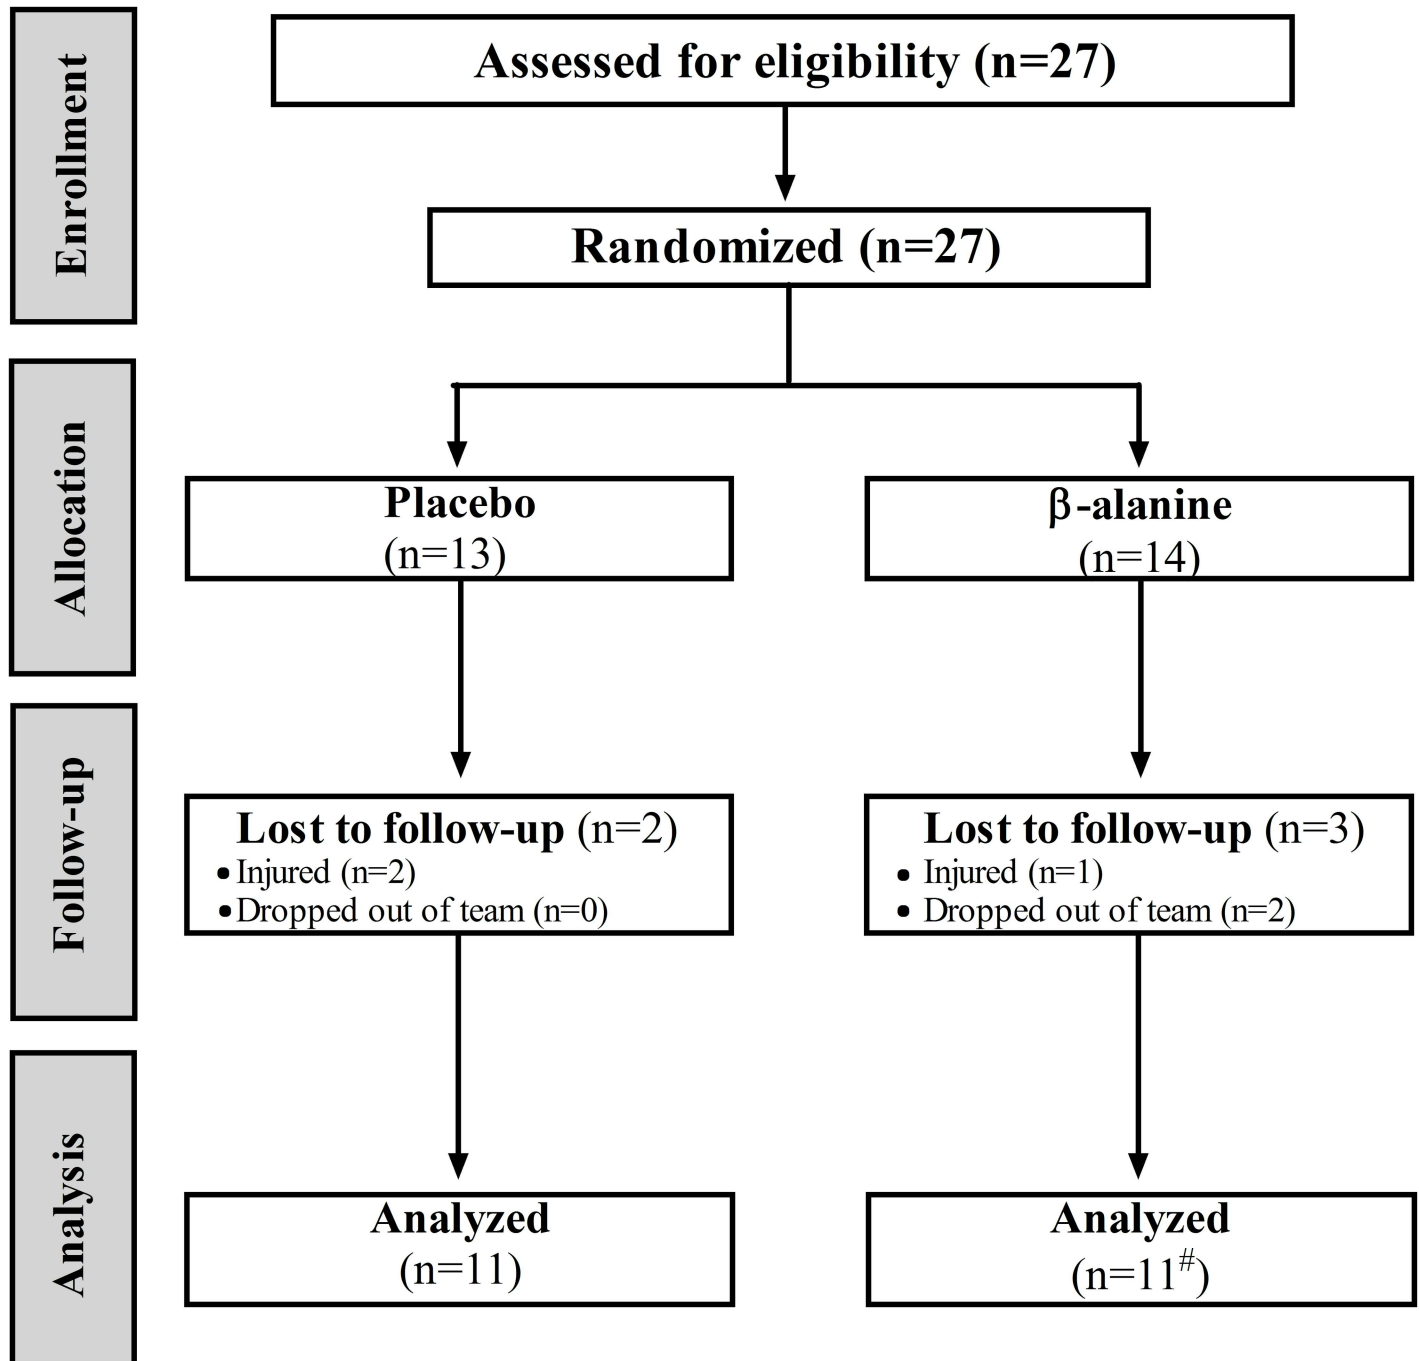 Enrollment
Assessed for eligibility (n=27)
Randomized (n=27)
Allocation
Placebo
(n=13)
β-alanine
(n=14)
Follow-up
Lost to follow-up (n=2)
• Injured (n=2)
• Dropped out of team (n=0)
Lost to follow-up (n=3)
• Injured (n=1)
• Dropped out of team (n=2)
Analysis
Analyzed
(n=11)
Analyzed
(n=11#)